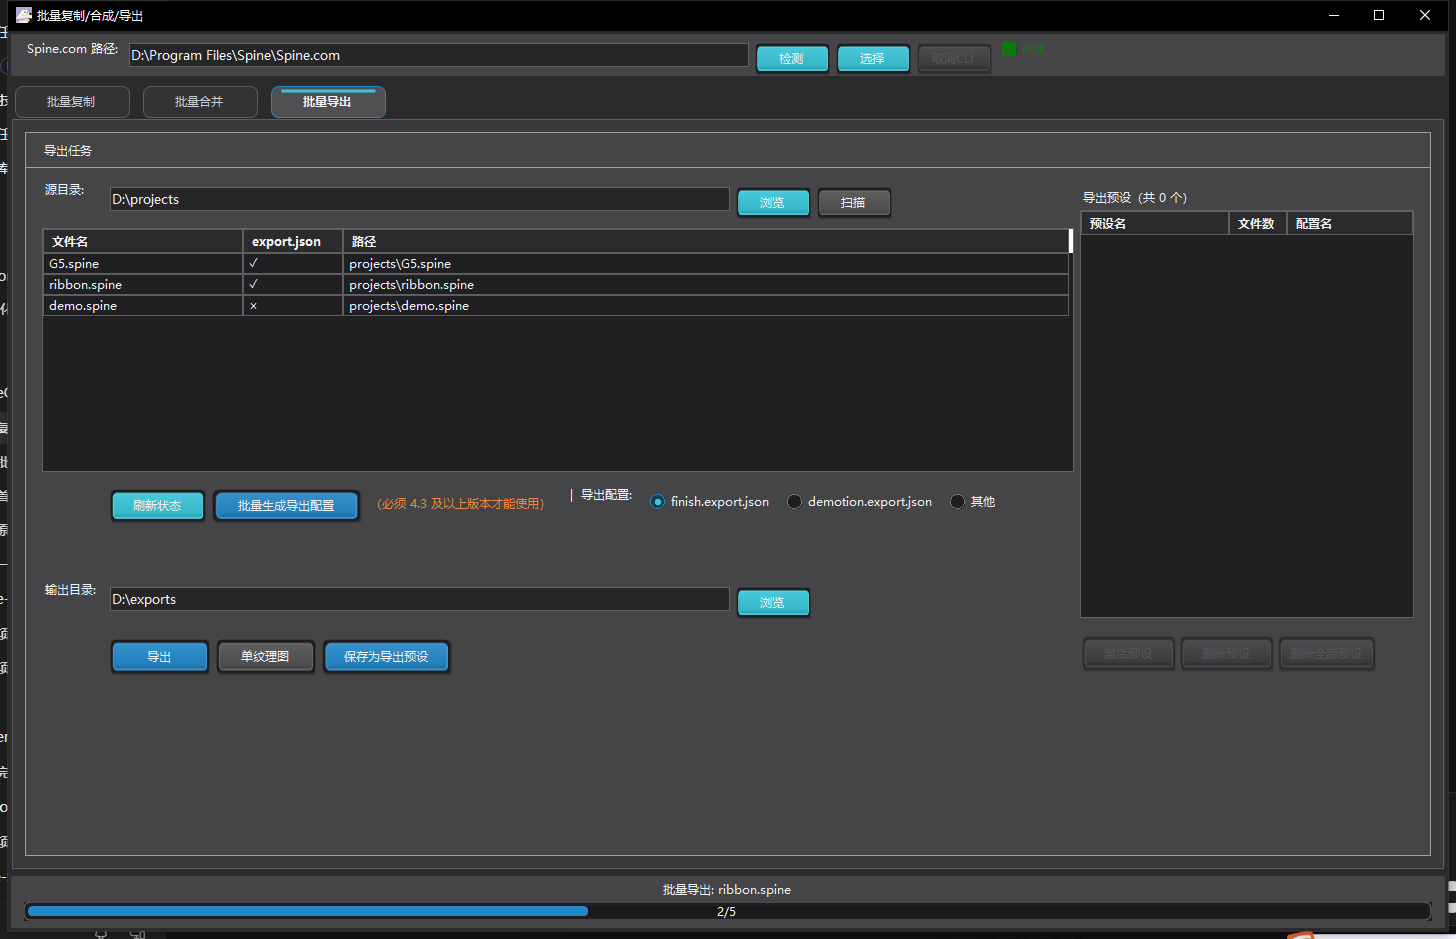 批量复制/合成/导出
Spine.com 路径: D:\Program Files\Spine\Spine.com 检测 选择 取消CLI 有效
批量复制 批量合并 批量导出
导出任务
源目录: D:\projects 浏览 扫描
文件名 export.json 路径
G5.spine ✓ projects\G5.spine
ribbon.spine ✓ projects\ribbon.spine
demo.spine × projects\demo.spine
导出预设 (共 0 个)
预设名 文件数 配置名
刷新状态 批量生成导出配置 (必须 4.3 及以上版本才能使用) | 导出配置: finish.export.json demotion.export.json 其他
输出目录: D:\exports 浏览
导出 单纹理图 保存为导出预设
激活预设 删除预设 删除全部预设
批量导出: ribbon.spine
2/5